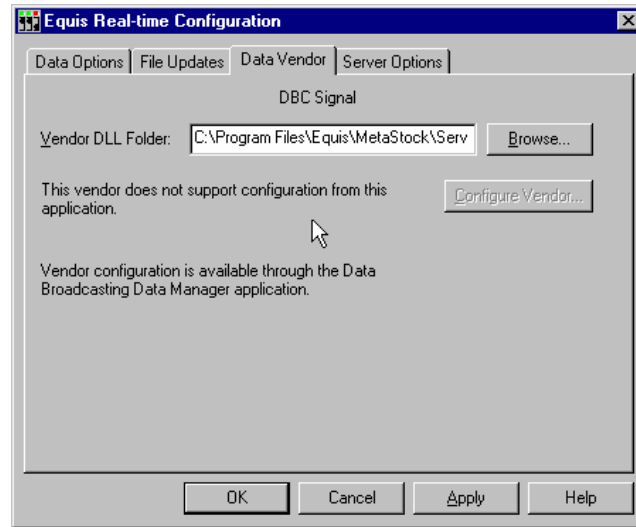 Equis Real-time Configuration
Data Options File Updates Data Vendor Server Options
DBC Signal
Vendor DLL Folder: C:\Program Files\Equis\MetaStock\Serv Browse...
This vendor does not support configuration from this Configure Vendor...
application.
Vendor configuration is available through the Data
Broadcasting Data Manager application.
OK Cancel Apply Help